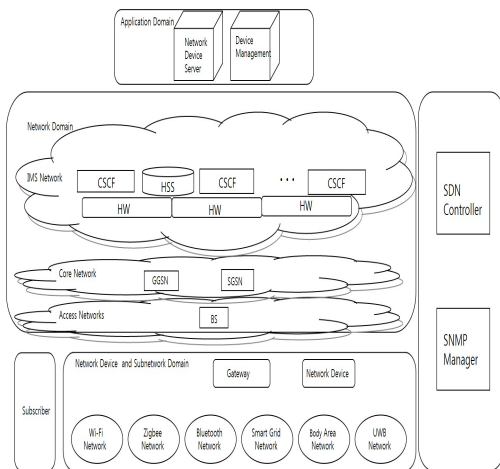 Application Domain
Network
Device
Server
Device
Management
Network Domain
IMS Network
CSCF
HSS
CSCF
...
CSCF
HW
HW
HW
Core Network
GGSN
SGSN
Access Networks
BS
SDN
Controller
SNMP
Manager
Subscriber
Network Device and Subnetwork Domain
Gateway
Network Device
Wi-Fi
Network
Zigbee
Network
Bluetooth
Network
Smart Grid
Network
Body Area
Network
UWB
Network